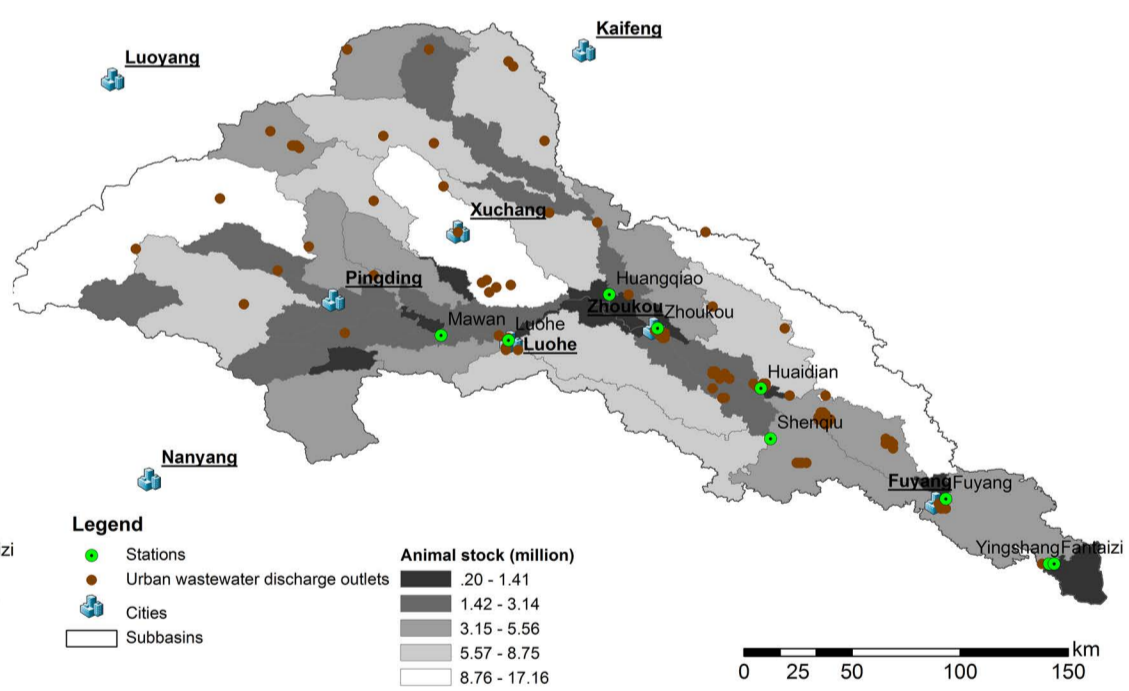 Kaifeng
Luoyang
Xuchang
Pingding
Huangqiao
Zhoukou Zhoukou
Mawan
Luohe
Luohe
Huaidian
Shenqiu
Nanyang
Fuyang Fuyang
Yingshang Fantaizi
zi
Legend
Stations
Urban wastewater discharge outlets
Cities
Subbasins
Animal stock (million)
.20 - 1.41
1.42 - 3.14
3.15 - 5.56
5.57 - 8.75
8.76 - 17.16
km
0 25 50 100 150